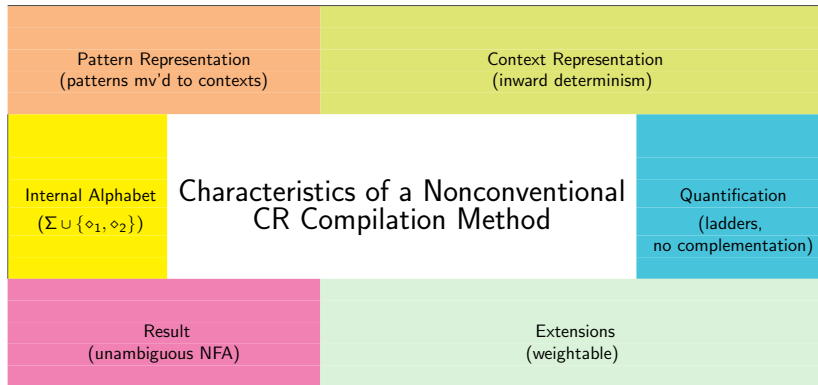 Pattern Representation
(patterns mv'd to contexts)
Context Representation
(inward determinism)
Internal Alphabet
(Σ ∪ {⋄₁, ⋄₂})
Characteristics of a Nonconventional
CR Compilation Method
Quantification
(ladders,
no complementation)
Result
(unambiguous NFA)
Extensions
(weightable)